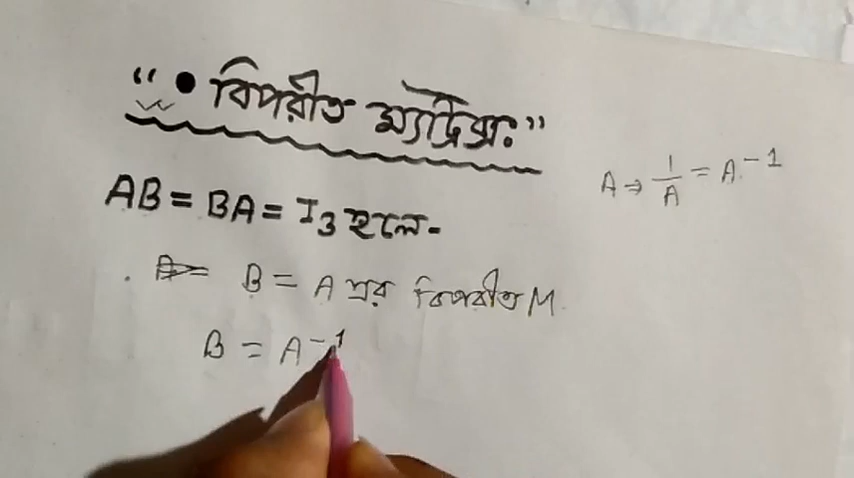 “• বিপরীত ম্যাট্রিক্স:”
AB = BA = I3 হলে-
B = A এর বিপরীত M.
B = A⁻¹
A ⇒ 1/A = A⁻¹